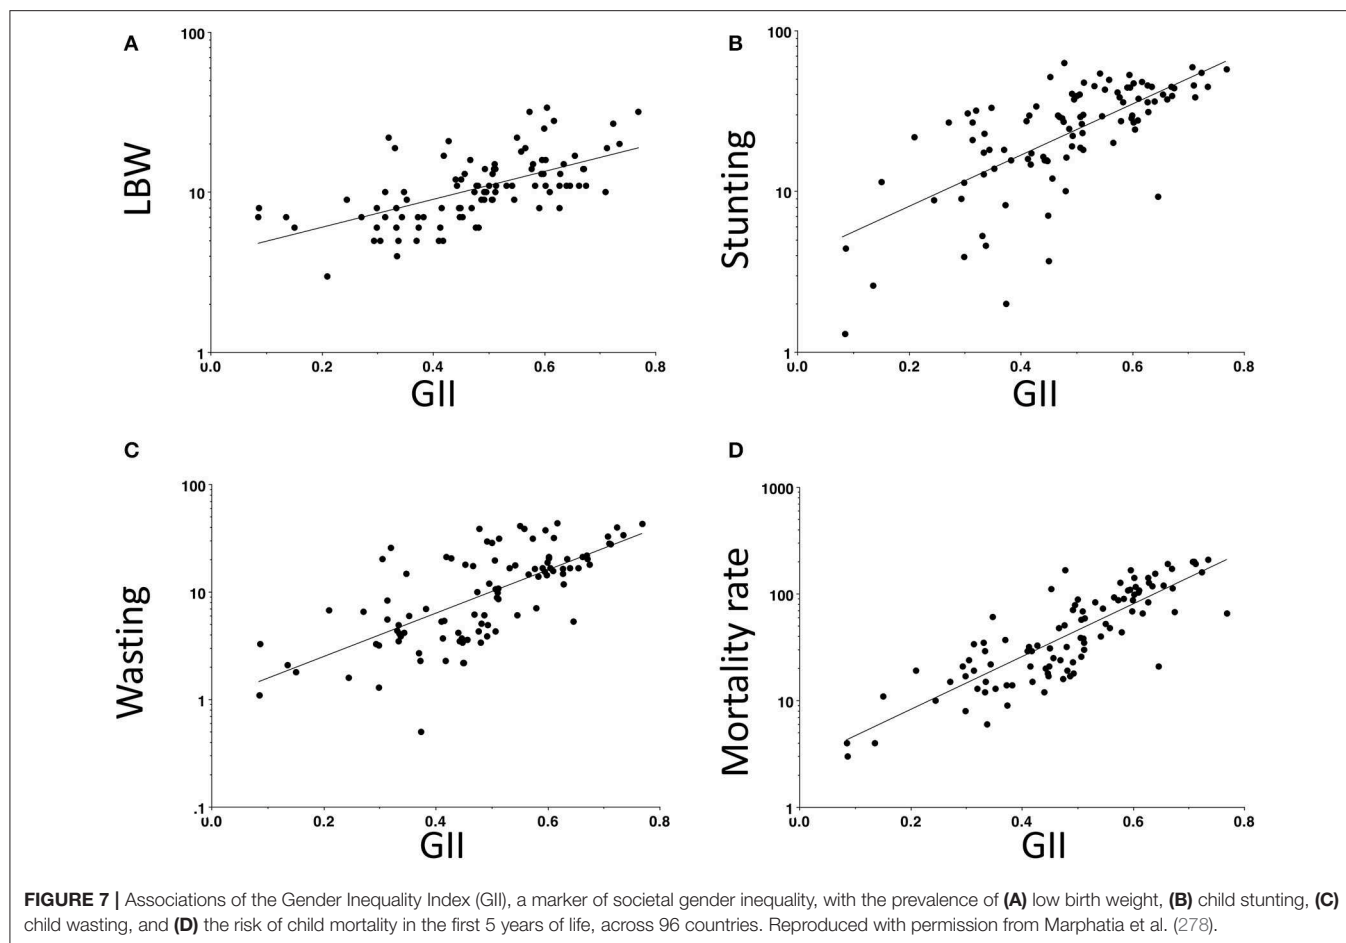 A
100
10
1
0.0 0.2 0.4 0.6 0.8
LBW
GII
B
100
10
1
0.0 0.2 0.4 0.6 0.8
Stunting
GII
C
100
10
1
.1
0.0 0.2 0.4 0.6 0.8
Wasting
GII
D
1000
100
10
1
0.0 0.2 0.4 0.6 0.8
Mortality rate
GII
FIGURE 7 | Associations of the Gender Inequality Index (GII), a marker of societal gender inequality, with the prevalence of (A) low birth weight, (B) child stunting, (C)
child wasting, and (D) the risk of child mortality in the first 5 years of life, across 96 countries. Reproduced with permission from Marphatia et al. (278).